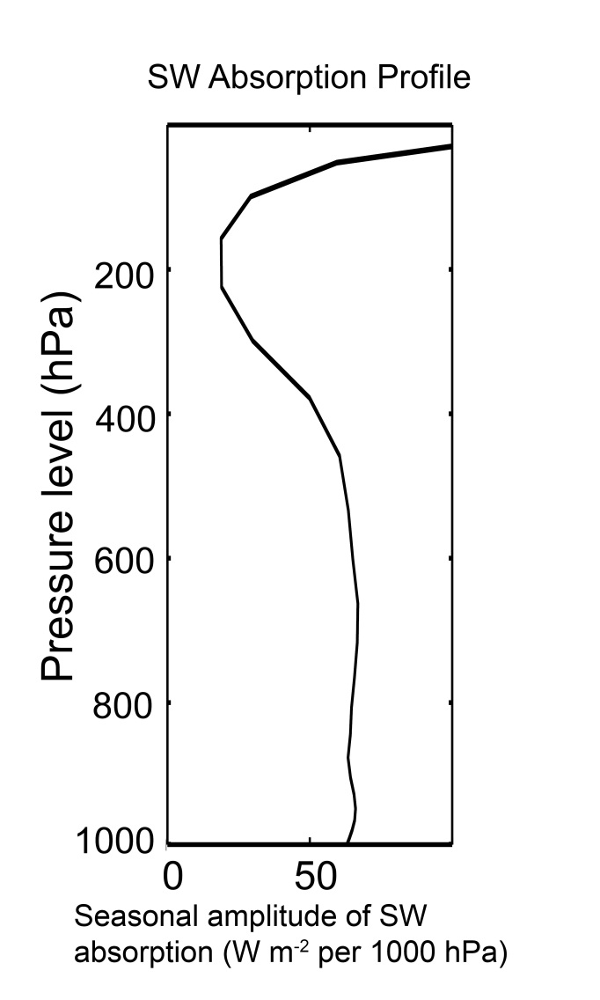 SW Absorption Profile
Pressure level (hPa)
200
400
600
800
1000
0 50
Seasonal amplitude of SW
absorption (W m-2 per 1000 hPa)